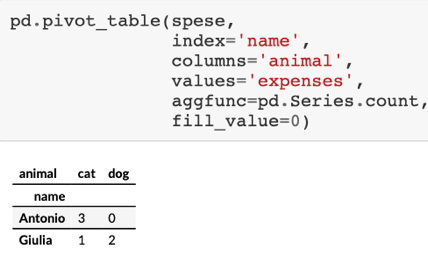 pd.pivot_table(spese,
index='name',
columns='animal',
values='expenses',
aggfunc=pd.Series.count,
fill_value=0)
animal cat dog
name
Antonio 3 0
Giulia 1 2